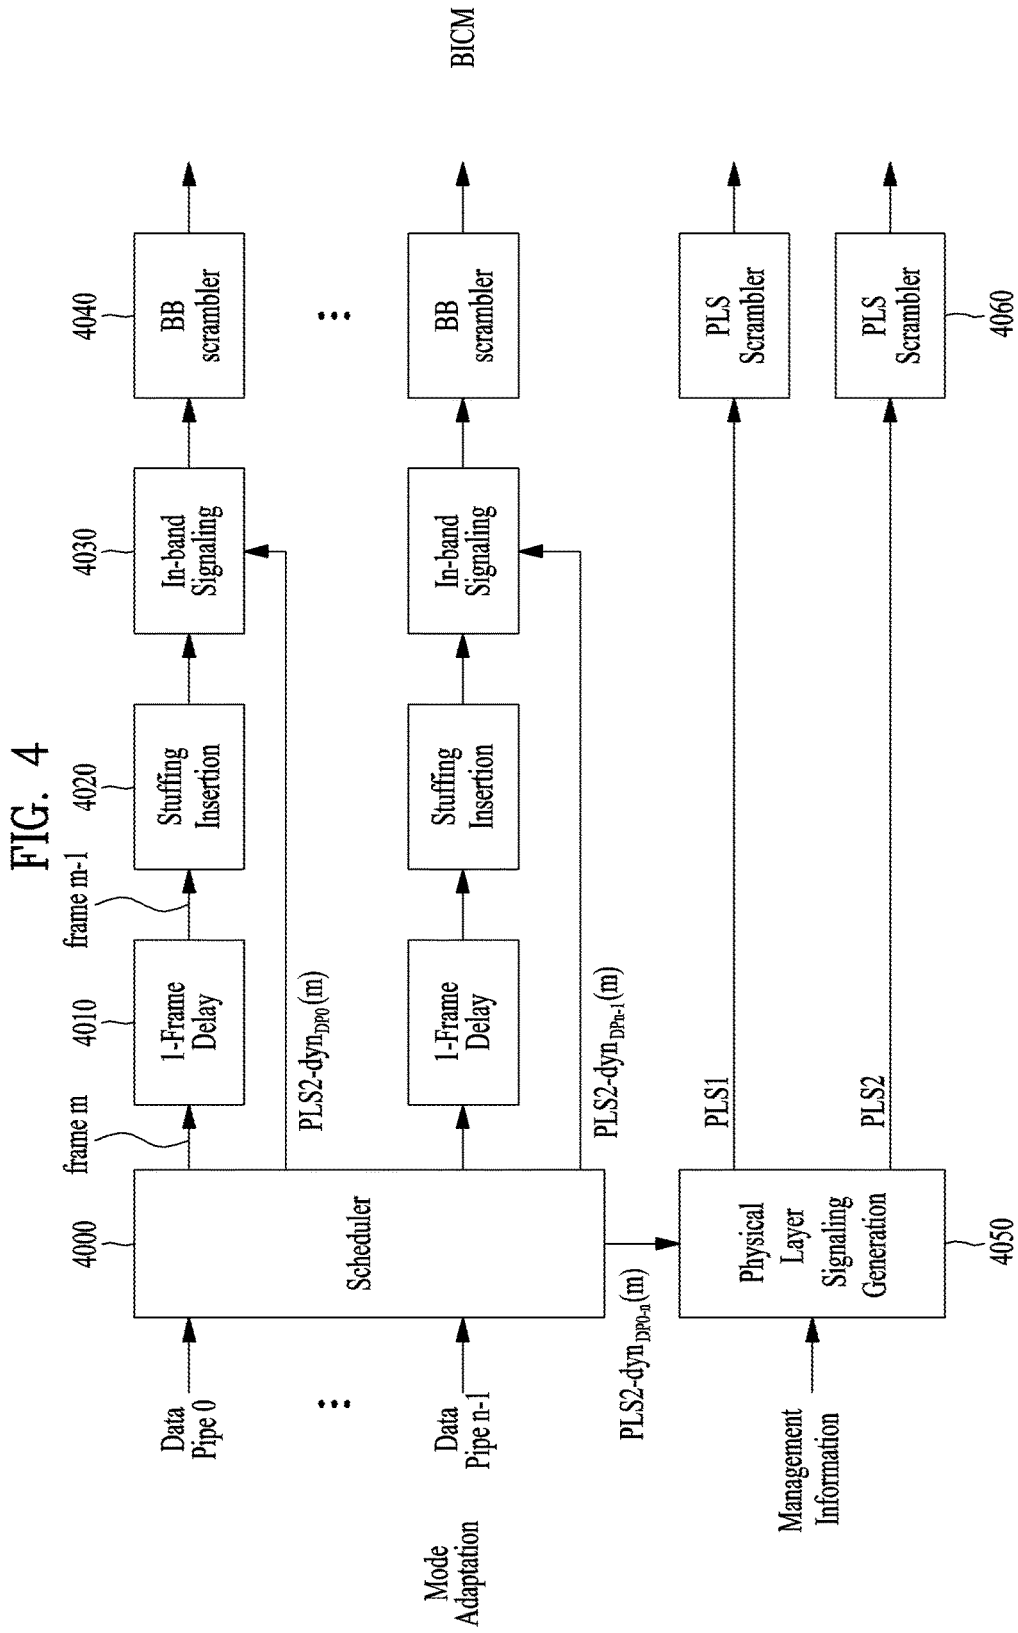 FIG. 4
Mode
Adaptation
BICM
Data
Pipe 0
Data
Pipe n-1
4000
Scheduler
frame m
4010
1-Frame
Delay
frame m-1
4020
Stuffing
Insertion
4030
In-band
Signaling
4040
BB
scrambler
PLS2-dynDP0(m)
1-Frame
Delay
Stuffing
Insertion
In-band
Signaling
BB
scrambler
PLS2-dynDPn-1(m)
PLS2-dynDP0-n(m)
Management
Information
Physical
Layer
Signaling
Generation
4050
PLS1
PLS
Scrambler
PLS2
PLS
Scrambler
4060